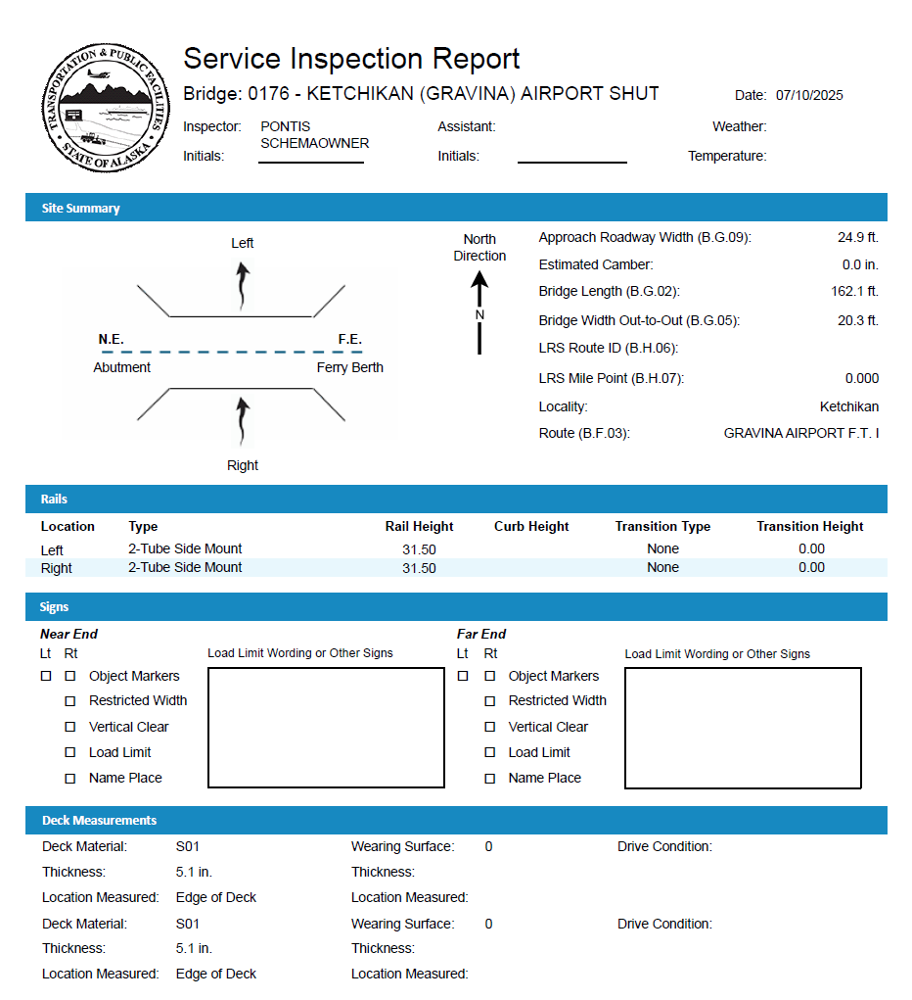 TRANSPORTATION & PUBLIC FACILITIES
STATE OF ALASKA
Service Inspection Report
Bridge: 0176 - KETCHIKAN (GRAVINA) AIRPORT SHUT
Date: 07/10/2025
Inspector: PONTIS SCHEMAOWNER
Assistant:
Weather:
Initials:
Initials:
Temperature:
Site Summary
Left
N.E.
F.E.
Abutment
Ferry Berth
Right
North
Direction
N
Approach Roadway Width (B.G.09): 24.9 ft.
Estimated Camber: 0.0 in.
Bridge Length (B.G.02): 162.1 ft.
Bridge Width Out-to-Out (B.G.05): 20.3 ft.
LRS Route ID (B.H.06):
LRS Mile Point (B.H.07): 0.000
Locality: Ketchikan
Route (B.F.03): GRAVINA AIRPORT F.T. I
Rails
Location Type Rail Height Curb Height Transition Type Transition Height
Left 2-Tube Side Mount 31.50 None 0.00
Right 2-Tube Side Mount 31.50 None 0.00
Signs
Near End
Lt Rt
Load Limit Wording or Other Signs
Object Markers
Restricted Width
Vertical Clear
Load Limit
Name Place
Far End
Lt Rt
Load Limit Wording or Other Signs
Object Markers
Restricted Width
Vertical Clear
Load Limit
Name Place
Deck Measurements
Deck Material: S01 Wearing Surface: 0 Drive Condition:
Thickness: 5.1 in. Thickness:
Location Measured: Edge of Deck Location Measured:
Deck Material: S01 Wearing Surface: 0 Drive Condition:
Thickness: 5.1 in. Thickness:
Location Measured: Edge of Deck Location Measured: